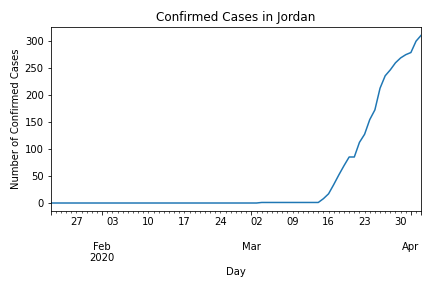 Confirmed Cases in Jordan
300
250
200
150
100
50
0
Number of Confirmed Cases
27 03 10 17 24 02 09 16 23 30
Feb Mar Apr
2020
Day